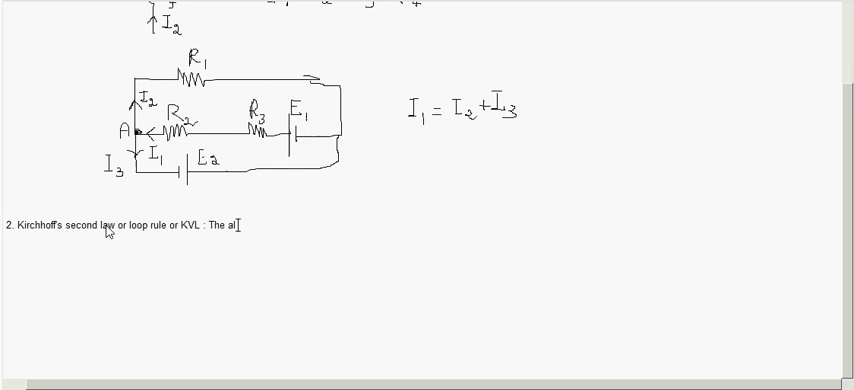 I2
R1
I2
R2 R3 E1
A
I1 = I2 + I3
I1 E2
I3
2. Kirchhoff's second law or loop rule or KVL : The al